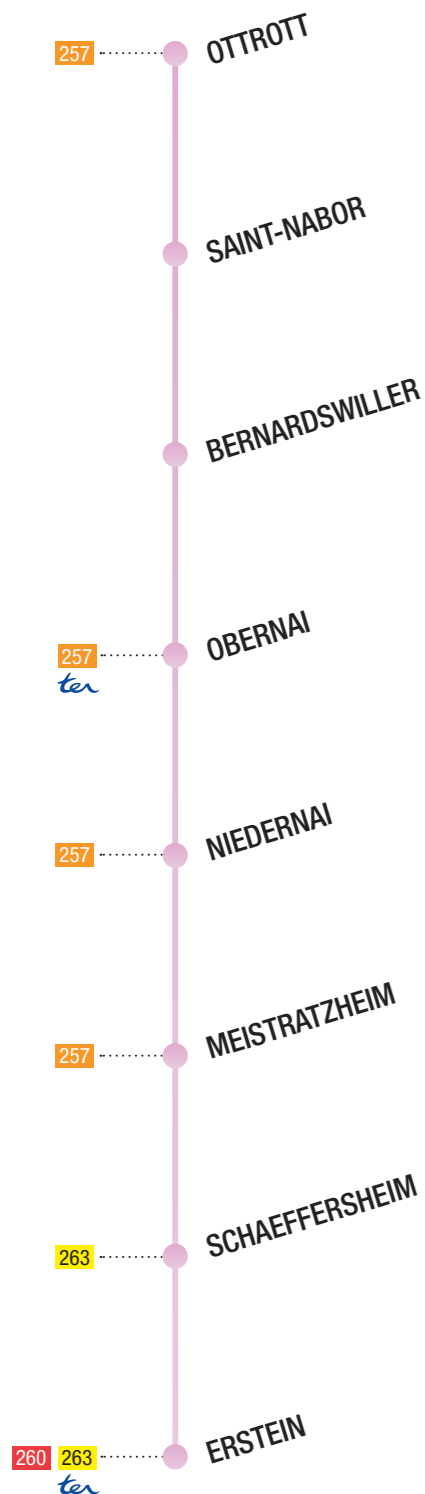 257 OTTROTT
SAINT-NABOR
BERNARDSWILLER
257 OBERNAI
ter
257 NIEDERNAI
257 MEISTRATZHEIM
263 SCHAEFFERSHEIM
260 263 ERSTEIN
ter